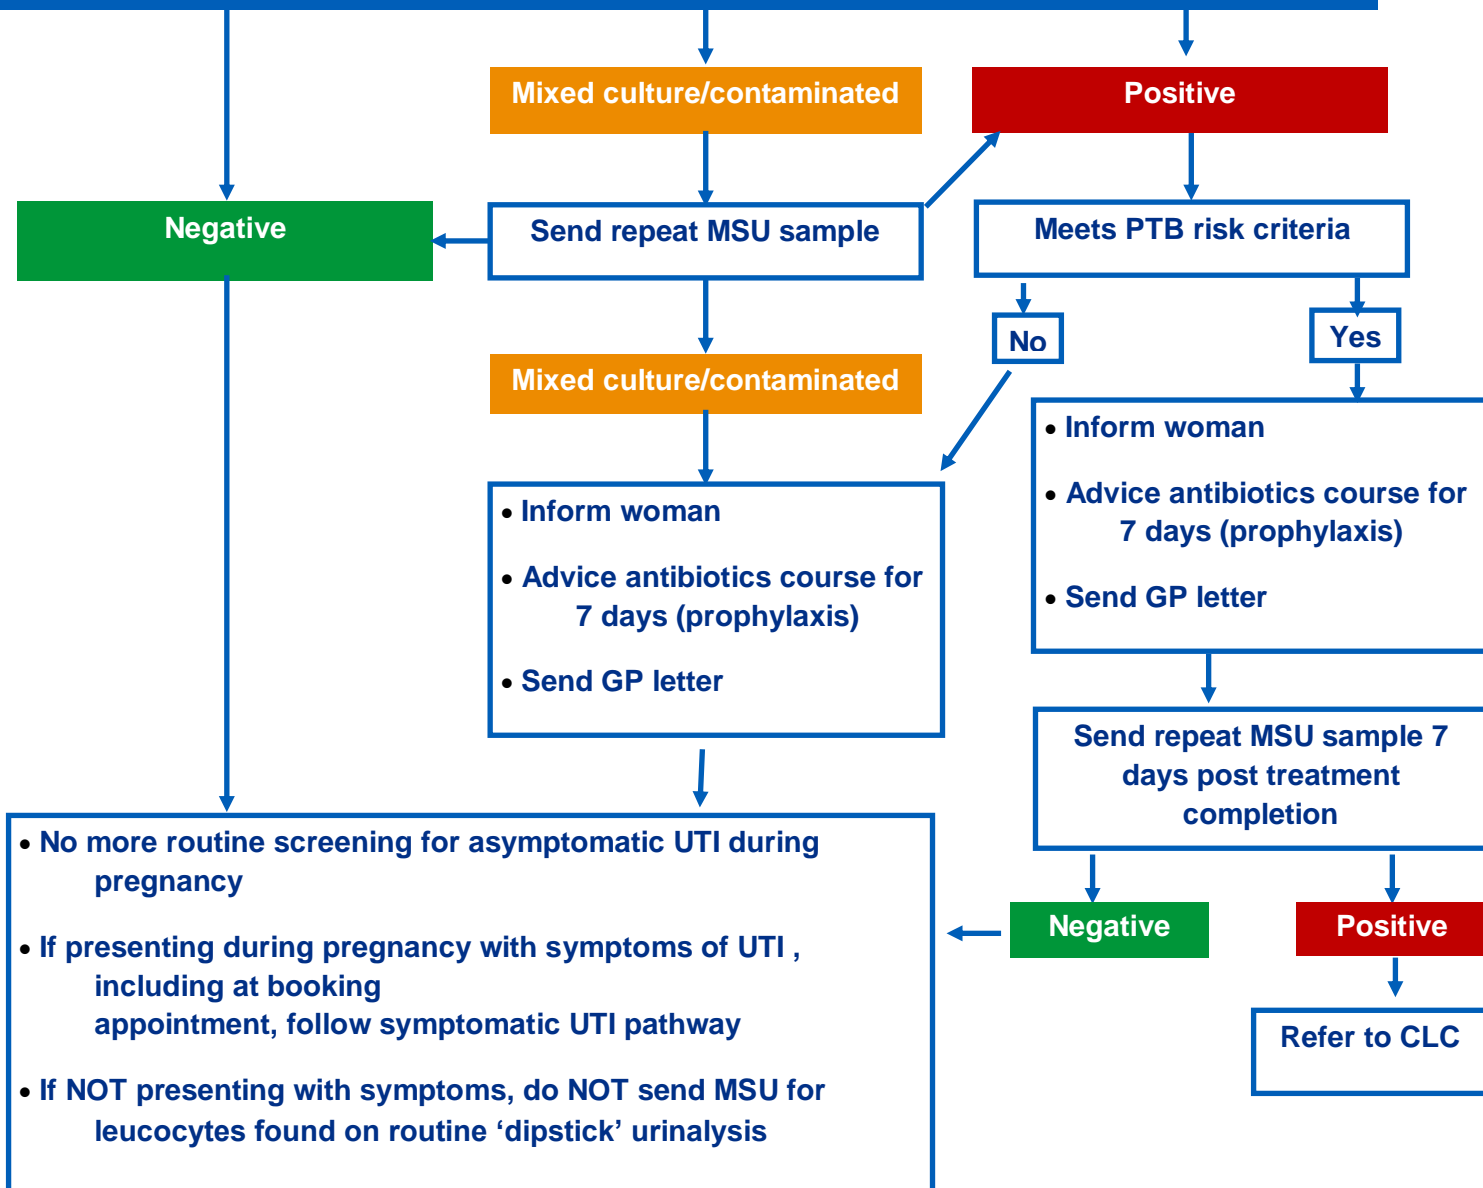 Mixed culture/contaminated
Positive
Negative
Send repeat MSU sample
Meets PTB risk criteria
No
Yes
Mixed culture/contaminated
• Inform woman
• Advice antibiotics course for
7 days (prophylaxis)
• Send GP letter
• Inform woman
• Advice antibiotics course for
7 days (prophylaxis)
• Send GP letter
Send repeat MSU sample 7
days post treatment
completion
• No more routine screening for asymptomatic UTI during
pregnancy
• If presenting during pregnancy with symptoms of UTI ,
including at booking
appointment, follow symptomatic UTI pathway
• If NOT presenting with symptoms, do NOT send MSU for
leucocytes found on routine ‘dipstick’ urinalysis
Negative
Positive
Refer to CLC